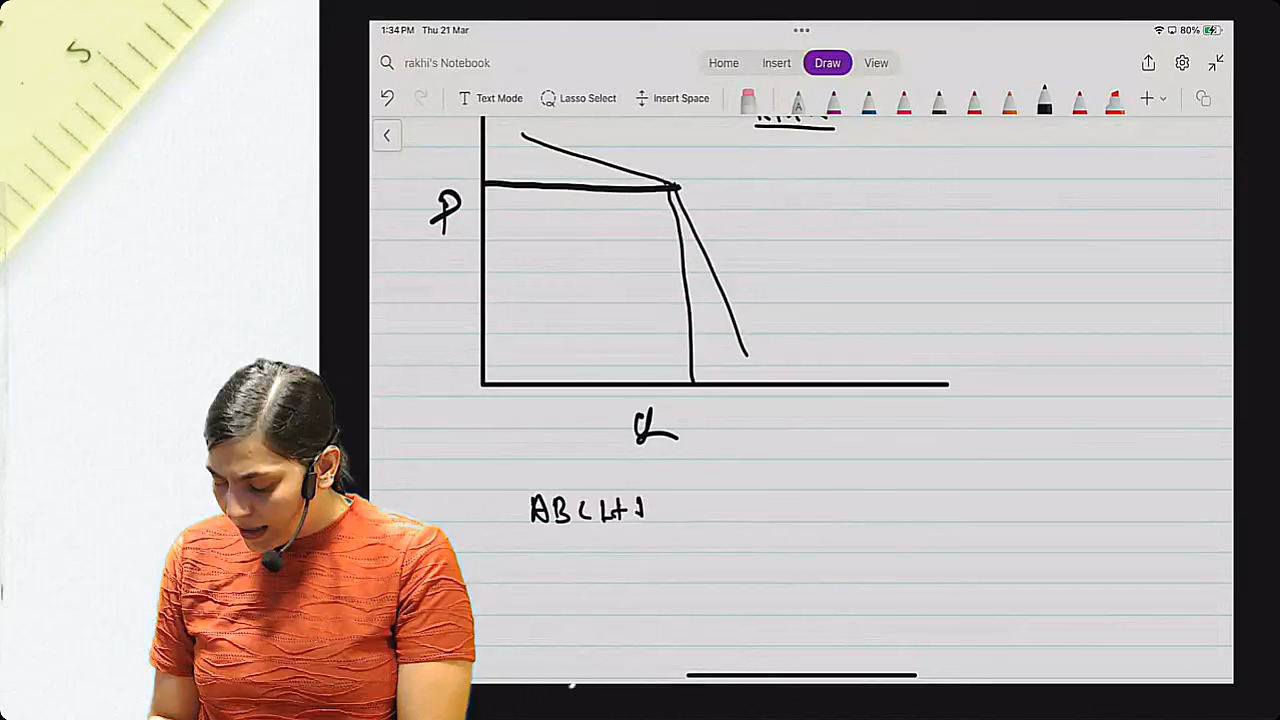 5
1:34 PM Thu 21 Mar
80%
rakhi's Notebook
Home Insert Draw View
Text Mode Lasso Select Insert Space
A
P
ABC Ltd